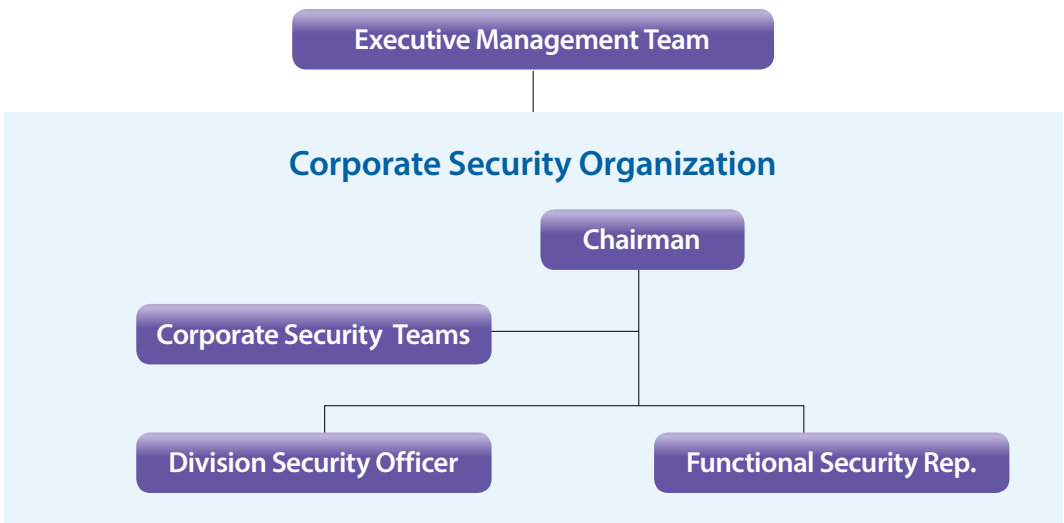 Executive Management Team
Corporate Security Organization
Chairman
Corporate Security Teams
Division Security Officer
Functional Security Rep.